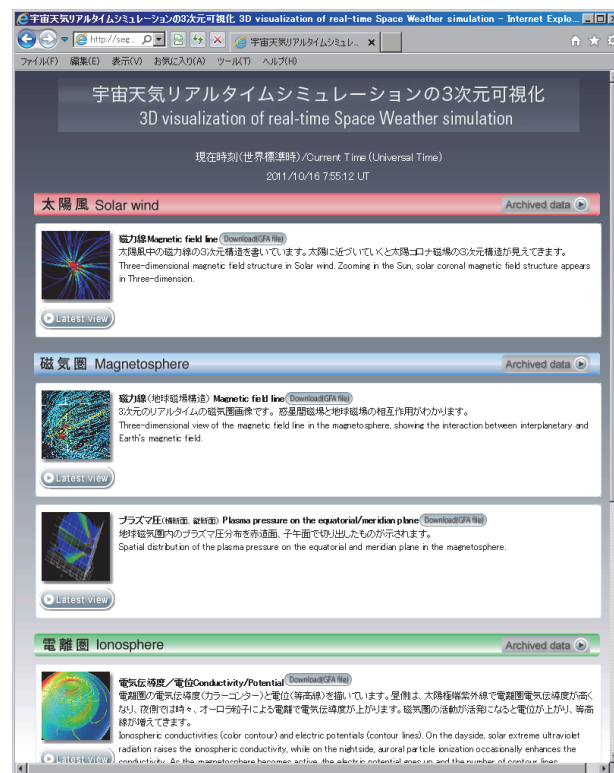 宇宙天気リアルタイムシミュレーションの3次元可視化 3D visualization of real-time Space Weather simulation - Internet Explo...
http://seg...
宇宙天気リアルタイムシミュレ...
ファイル(F) 編集(E) 表示(V) お気に入り(A) ツール(T) ヘルプ(H)
宇宙天気リアルタイムシミュレーションの3次元可視化
3D visualization of real-time Space Weather simulation
現在時刻(世界標準時)/Current Time (Universal Time)
2011/10/16 7:55:12 UT
太陽風 Solar wind
Archived data
磁力線 Magnetic field line Download(GFA file)
太陽風中の磁力線の3次元構造を書いています。太陽に近づいていくと太陽コロナ磁場の3次元構造が見えてきます。
Three-dimensional magnetic field structure in Solar wind. Zooming in the Sun, solar coronal magnetic field structure appears
in Three-dimension.
Latest view
磁気圏 Magnetosphere
Archived data
磁力線(地球磁場構造) Magnetic field line Download(GFA file)
3次元のリアルタイムの磁気圏画像です。惑星間磁場と地球磁場の相互作用がわかります。
Three-dimensional view of the magnetic field line in the magnetosphere, showing the interaction between interplanetary and
Earth's magnetic field.
Latest view
プラズマ圧(横断面、縦断面) Plasma pressure on the equatorial/meridian plane Download(GFA file)
地球磁気圏内のプラズマ圧分布を赤道面、子午面で切り出したものが示されます。
Spatial distribution of the plasma pressure on the equatorial and meridian plane in the magnetosphere.
Latest view
電離圏 Ionosphere
Archived data
電気伝導度/電位Conductivity/Potential Download(GFA file)
電離圏の電気伝導度(カラーコンター)と電位(等高線)を描いています。昼側は、太陽極端紫外線で電離圏電気伝導度が高く
なり、夜側では時々、オーロラ粒子による電離で電気伝導度が上がります。磁気圏の活動が活発になると電位が上がり、等高
線が増えてきます。
Ionospheric conductivities (color contour) and electric potentials (contour lines). On the dayside, solar extreme ultraviolet
radiation raises the ionospheric conductivity, while on the nightside, auroral particle ionization occasionally enhances the
conductivity. As the magnetosphere becomes active, the electric potential goes up and the number of contour lines
Latest view